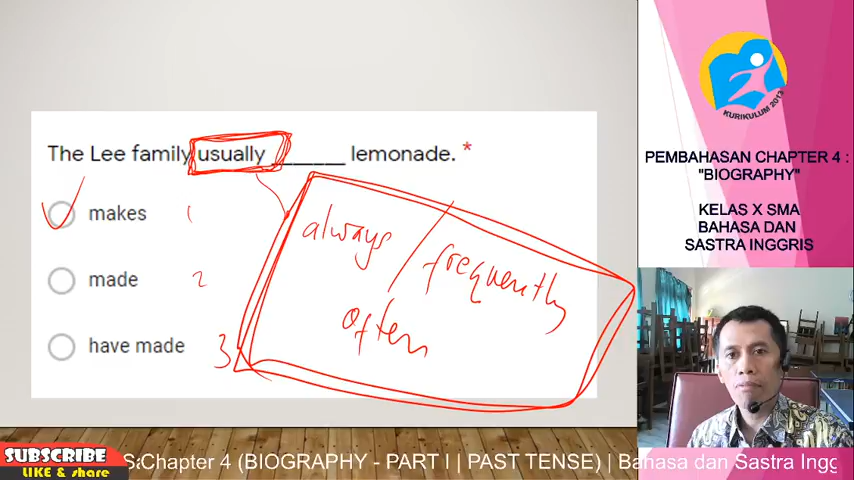 The Lee family usually ______ lemonade. *
makes 1
made 2
have made 3
always
frequently
often
KURIKULUM 2013
PEMBAHASAN CHAPTER 4 :
"BIOGRAPHY"
KELAS X SMA
BAHASA DAN
SASTRA INGGRIS
SUBSCRIBE
LIKE & share
S:Chapter 4 (BIOGRAPHY - PART I | PAST TENSE) | Bahasa dan Sastra Ingg